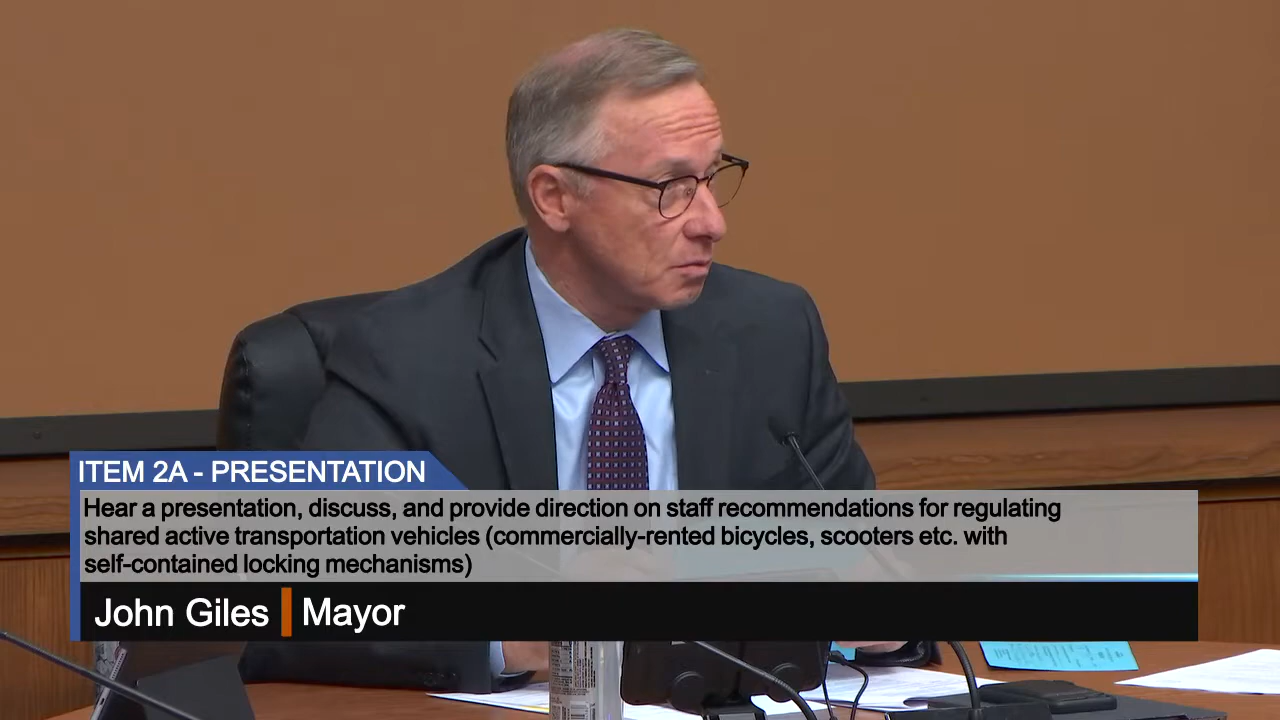 ITEM 2A - PRESENTATION
Hear a presentation, discuss, and provide direction on staff recommendations for regulating
shared active transportation vehicles (commercially-rented bicycles, scooters etc. with
self-contained locking mechanisms)
John Giles | Mayor